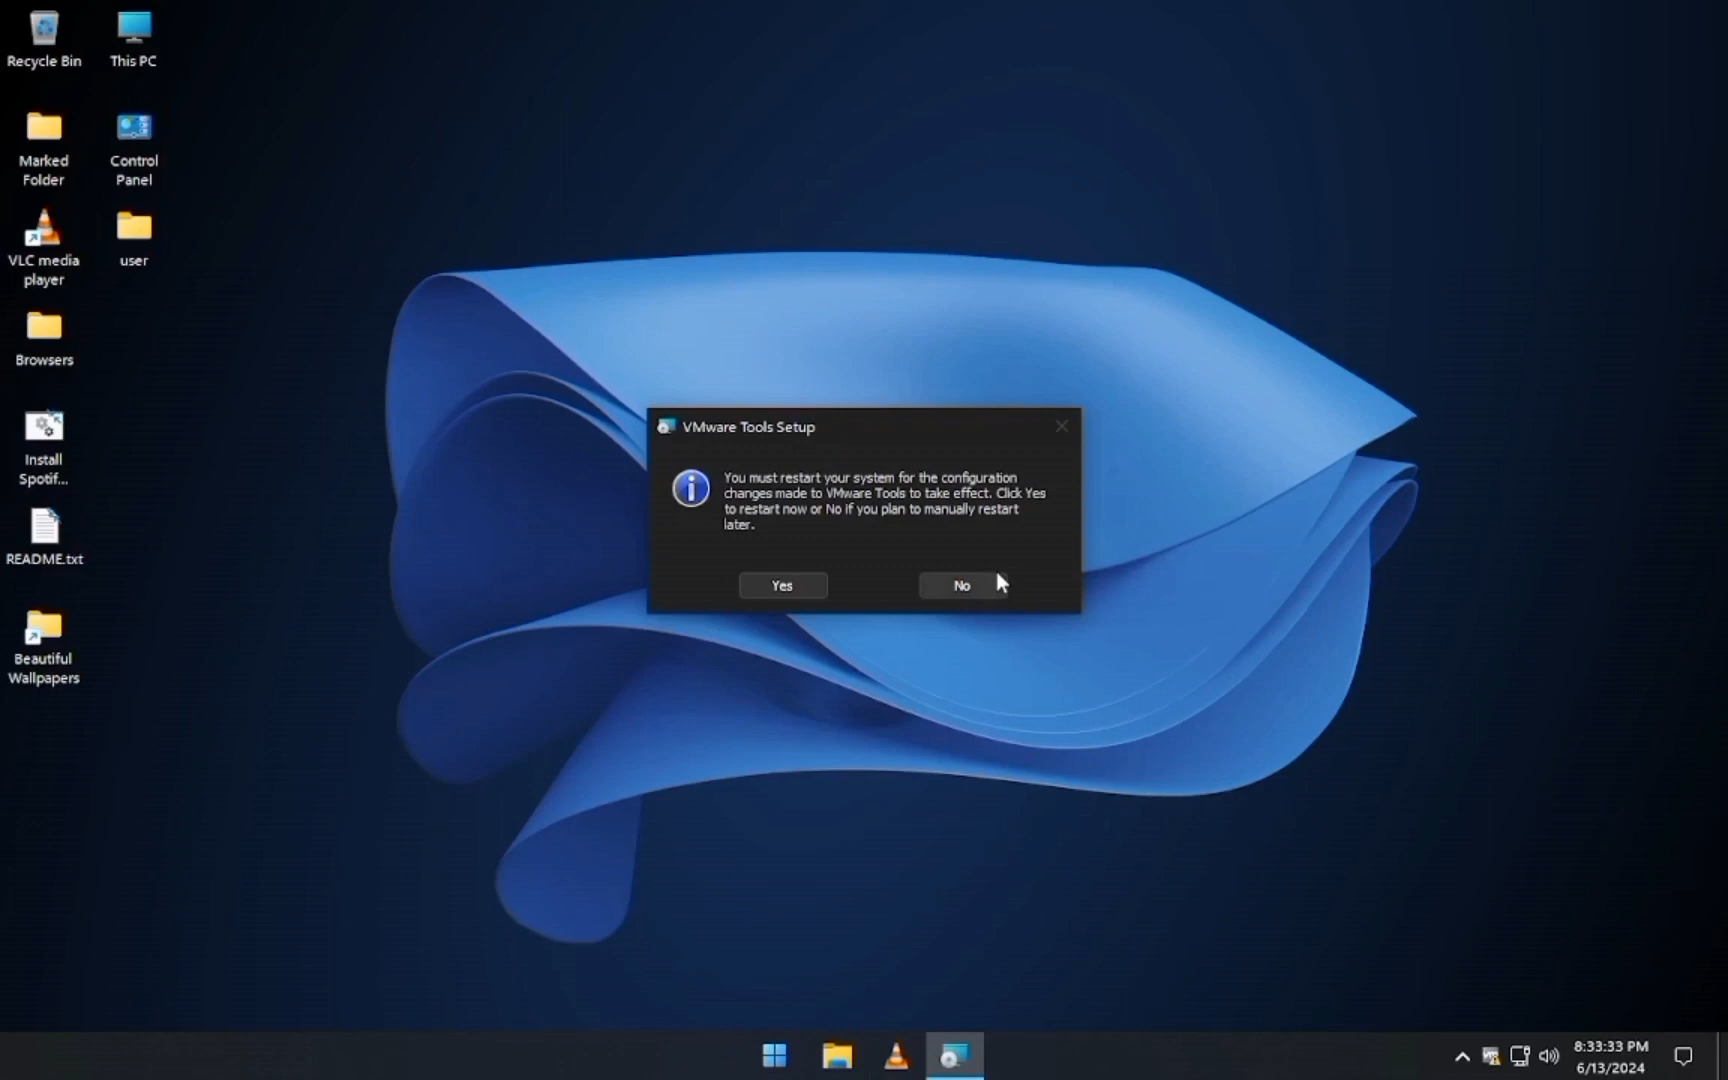 Recycle Bin
This PC
Marked
Folder
Control
Panel
VLC media
player
user
Browsers
Install
Spotif...
README.txt
Beautiful
Wallpapers
VMware Tools Setup
You must restart your system for the configuration
changes made to VMware Tools to take effect. Click Yes
to restart now or No if you plan to manually restart
later.
Yes
No
8:33:33 PM
6/13/2024